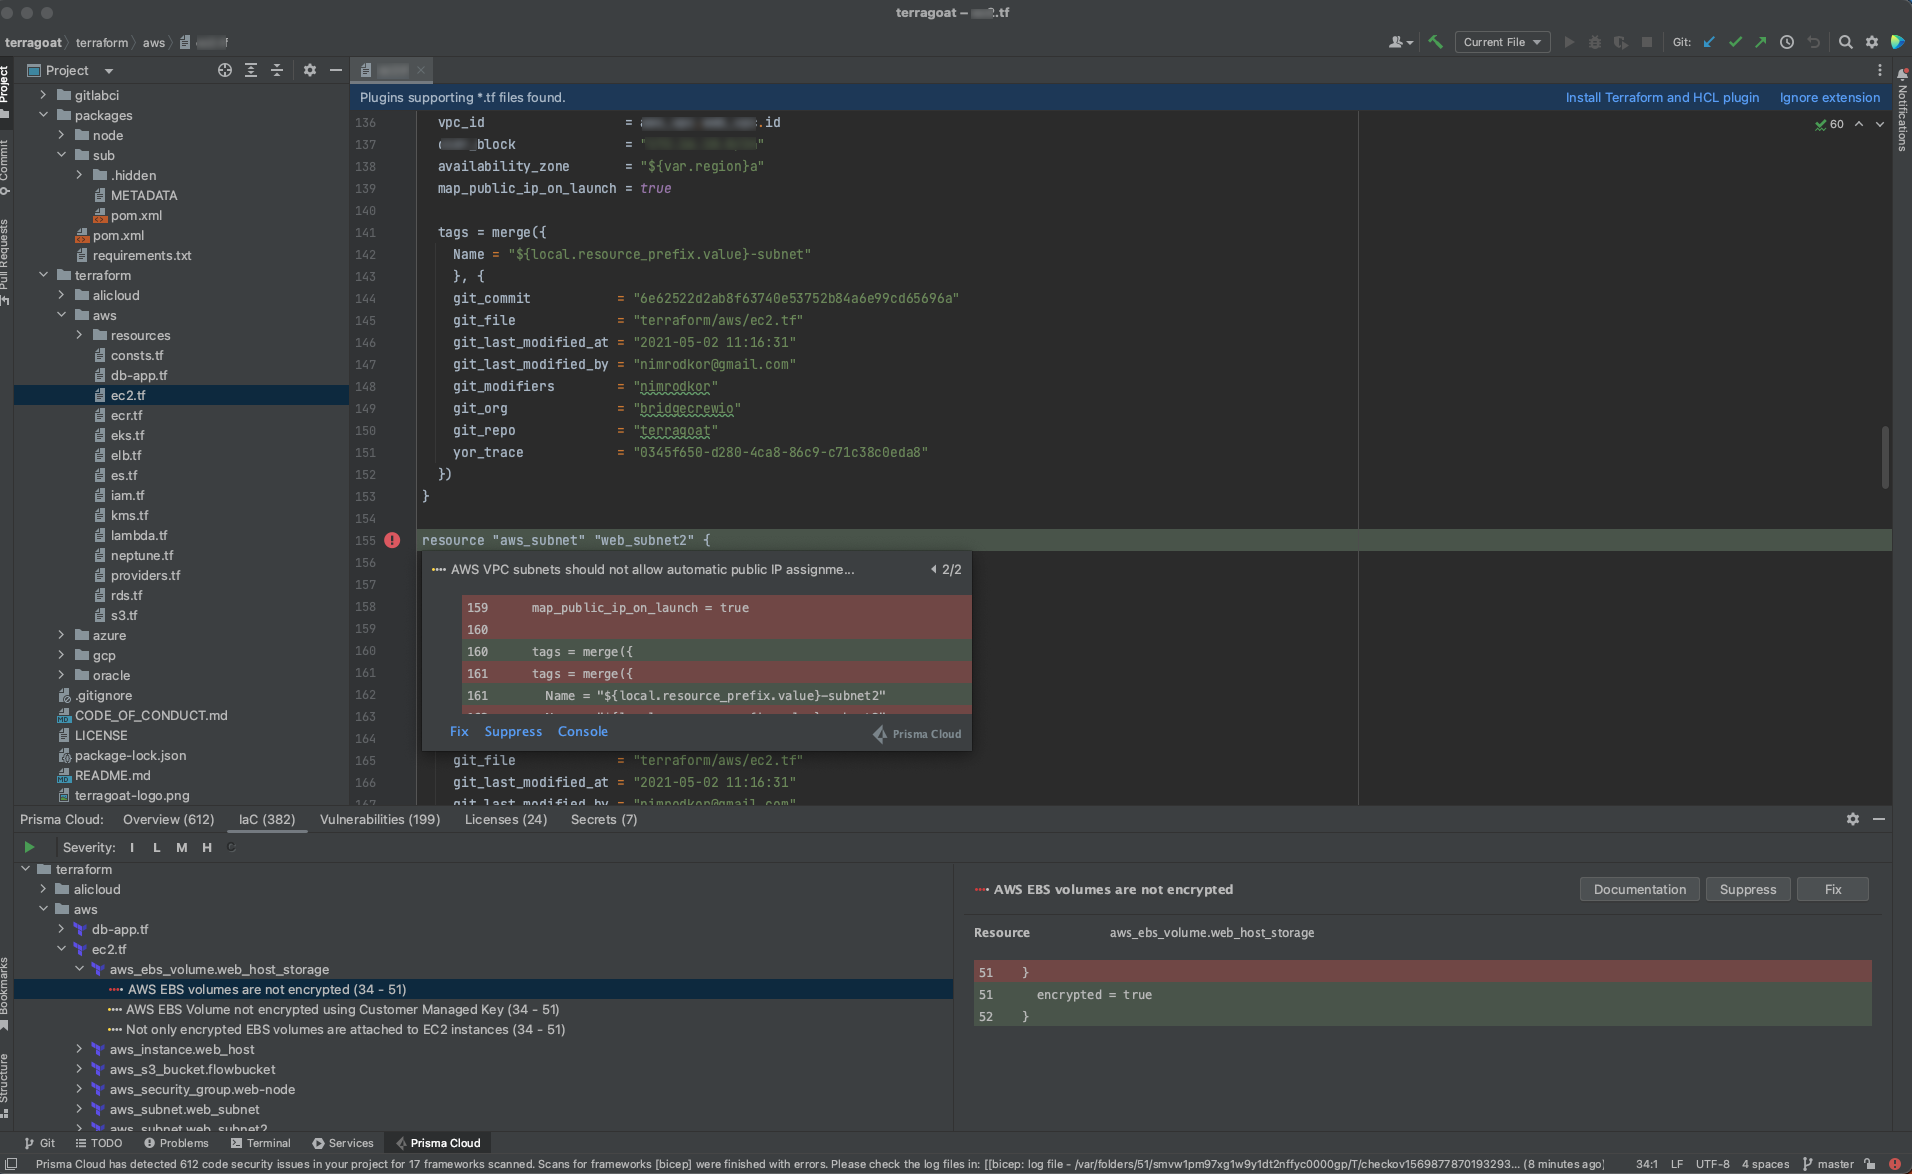 terragoat – 2.tf
terragoat
terraform
aws
Current File
Git:
Project
Project
Commit
Pull Requests
Bookmarks
Structure
Notifications
gitlabci
packages
node
sub
.hidden
METADATA
pom.xml
pom.xml
requirements.txt
terraform
alicloud
aws
resources
consts.tf
db-app.tf
ec2.tf
ecr.tf
eks.tf
elb.tf
es.tf
iam.tf
kms.tf
lambda.tf
neptune.tf
providers.tf
rds.tf
s3.tf
azure
gcp
oracle
.gitignore
CODE_OF_CONDUCT.md
LICENSE
package-lock.json
README.md
terragoat-logo.png
Plugins supporting *.tf files found.
Install Terraform and HCL plugin
Ignore extension
60
136 vpc_id = .id
137 _block = " "
138 availability_zone = "${var.region}a"
139 map_public_ip_on_launch = true
140
141 tags = merge({
142 Name = "${local.resource_prefix.value}-subnet"
143 }, {
144 git_commit = "6e62522d2ab8f63740e53752b84a6e99cd65696a"
145 git_file = "terraform/aws/ec2.tf"
146 git_last_modified_at = "2021-05-02 11:16:31"
147 git_last_modified_by = "nimrodkor@gmail.com"
148 git_modifiers = "nimrodkor"
149 git_org = "bridgecrewio"
150 git_repo = "terragoat"
151 yor_trace = "0345f650-d280-4ca8-86c9-c71c38c0eda8"
152 })
153 }
154
155 resource "aws_subnet" "web_subnet2" {
156
157
158
159
160
161
162
163
164
AWS VPC subnets should not allow automatic public IP assignme...
2/2
159 map_public_ip_on_launch = true
160
160 tags = merge({
161 tags = merge({
161 Name = "${local.resource_prefix.value}-subnet2"
Fix Suppress Console
Prisma Cloud
165 git_file = "terraform/aws/ec2.tf"
166 git_last_modified_at = "2021-05-02 11:16:31"
167 git_last_modified_by = "nimrodkor@gmail.com"
Prisma Cloud: Overview (612) IaC (382) Vulnerabilities (199) Licenses (24) Secrets (7)
Severity: I L M H C
terraform
alicloud
aws
db-app.tf
ec2.tf
aws_ebs_volume.web_host_storage
AWS EBS volumes are not encrypted (34 - 51)
AWS EBS Volume not encrypted using Customer Managed Key (34 - 51)
Not only encrypted EBS volumes are attached to EC2 instances (34 - 51)
aws_instance.web_host
aws_s3_bucket.flowbucket
aws_security_group.web-node
aws_subnet.web_subnet
aws_subnet.web_subnet2
AWS EBS volumes are not encrypted
Documentation
Suppress
Fix
Resource aws_ebs_volume.web_host_storage
51 }
51 encrypted = true
52 }
Git
TODO
Problems
Terminal
Services
Prisma Cloud
Prisma Cloud has detected 612 code security issues in your project for 17 frameworks scanned. Scans for frameworks [bicep] were finished with errors. Please check the log files in: [[bicep: log file - /var/folders/51/smvw1pm97xg1w9y1dt2nffyc0000gp/T/checkov1569877870193293... (8 minutes ago)
34:1 LF UTF-8 4 spaces master